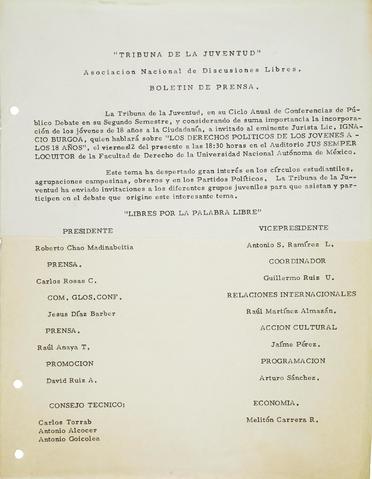 "TRIBUNA DE LA JUVENTUD"
Asociacion Nacional de Discusiones Libres.
BOLETIN DE PRENSA.
La Tribuna de la Juventud, en su Ciclo Anual de Conferencias de Pú-
blico Debate en su Segundo Semestre, y considerando de suma importancia la incorpora-
ción de los jóvenes de 18 años a la Ciudadanía, a invitado al eminente Jurista Lic. IGNA-
CIO BURGOA, quien hablará sobre "LOS DERECHOS POLITICOS DE LOS JOVENES A -
LOS 18 AÑOS", el viernes 12 del presente a las 18:30 horas en el Auditorio JUS SEMPER
LOQUITOR de la Facultad de Derecho de la Universidad Nacional Autónoma de México.
Este tema ha despertado gran interés en los círculos estudiantiles,
agrupaciones campesinas, obreros y en los Partidos Políticos. La Tribuna de la Ju-
ventud ha enviado invitaciones a los diferentes grupos juveniles para que asistan y par-
ticipen en el debate que origine este interesante tema.
"LIBRES POR LA PALABRA LIBRE"
PRESIDENTE
Roberto Chao Madinabeitia
PRENSA.
Carlos Rosas C.
COM. GLOS. CONF.
Jesus Díaz Barber
PRENSA.
Raúl Anaya T.
PROMOCION
David Ruiz A.
CONSEJO TECNICO:
Carlos Torrab
Antonio Alcocer
Antonio Goicolea
VICEPRESIDENTE
Antonio S. Ramírez L.
COORDINADOR
Guillermo Ruiz U.
RELACIONES INTERNACIONALES
Raúl Martínez Almazán.
ACCION CULTURAL
Jaime Pérez.
PROGRAMACION
Arturo Sánchez.
ECONOMIA.
Melitón Carrera R.